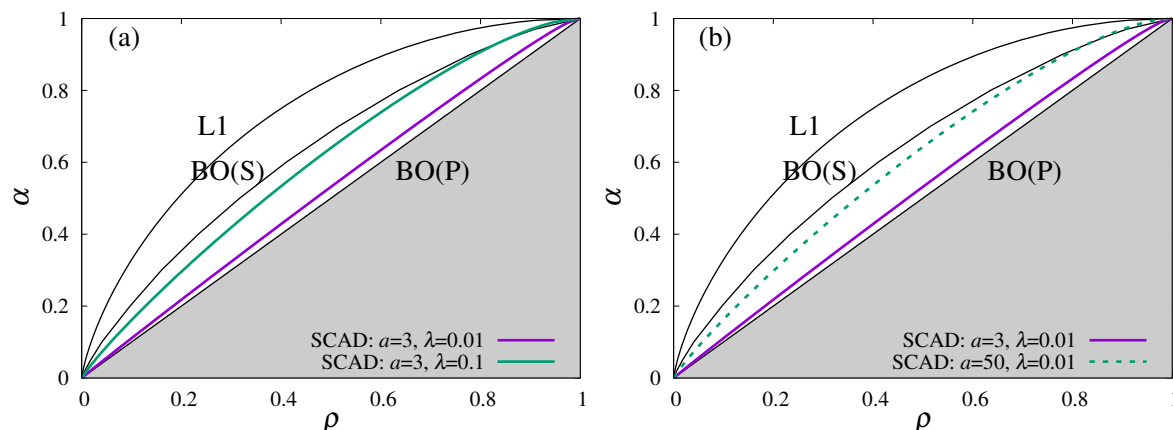 (a)
1
0.8
0.6
0.4
0.2
0
α
L1
BO(S)
BO(P)
SCAD: a=3, λ=0.01
SCAD: a=3, λ=0.1
0 0.2 0.4 0.6 0.8 1
ρ
(b)
1
0.8
0.6
0.4
0.2
0
α
L1
BO(S)
BO(P)
SCAD: a=3, λ=0.01
SCAD: a=50, λ=0.01
0 0.2 0.4 0.6 0.8 1
ρ